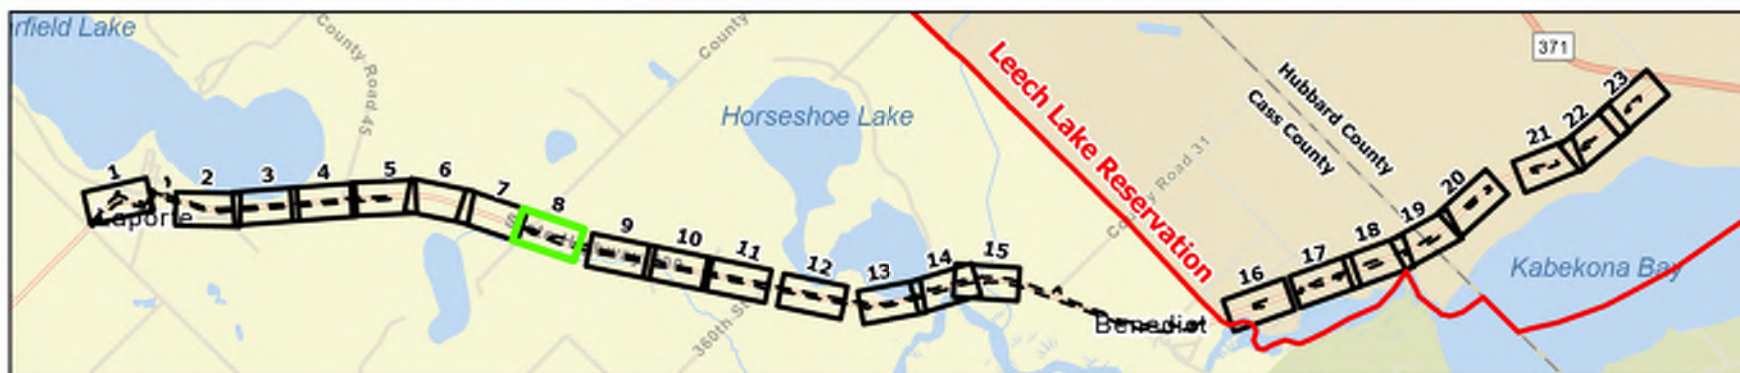 rfield Lake
County Road 45
County
371
Leech Lake Reservation
Hubbard County
Cass County
Horseshoe Lake
County Road 31
1
2
3
4
5
6
7
8
9
10
11
12
13
14
15
16
17
18
19
20
21
22
23
Laporte
Kabekona Bay
360th St
Benedict